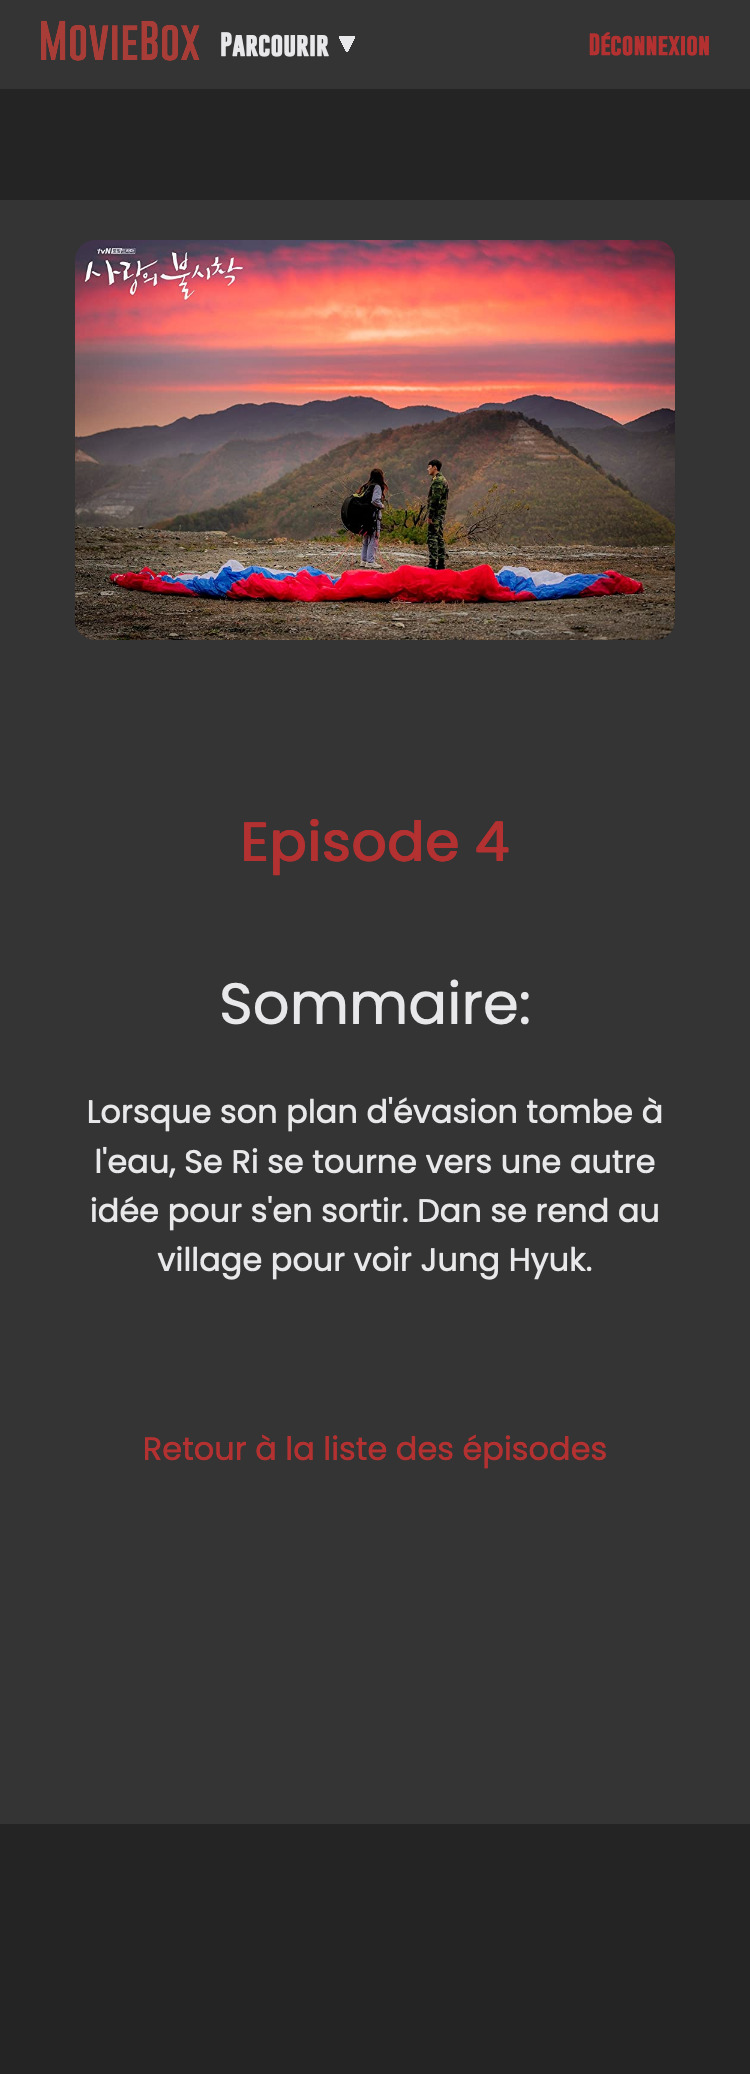 MovieBox Parcourir ▼ Déconnexion
tvN
사랑의 불시착
Episode 4
Sommaire:
Lorsque son plan d'évasion tombe à
l'eau, Se Ri se tourne vers une autre
idée pour s'en sortir. Dan se rend au
village pour voir Jung Hyuk.
Retour à la liste des épisodes